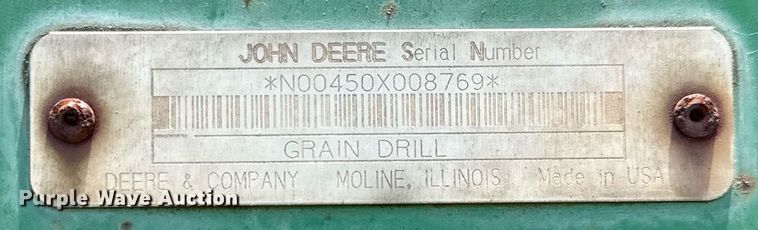 JOHN DEERE Serial Number
*N00450X008769*
GRAIN DRILL
DEERE & COMPANY MOLINE, ILLINOIS Made in USA
Purple Wave Auction